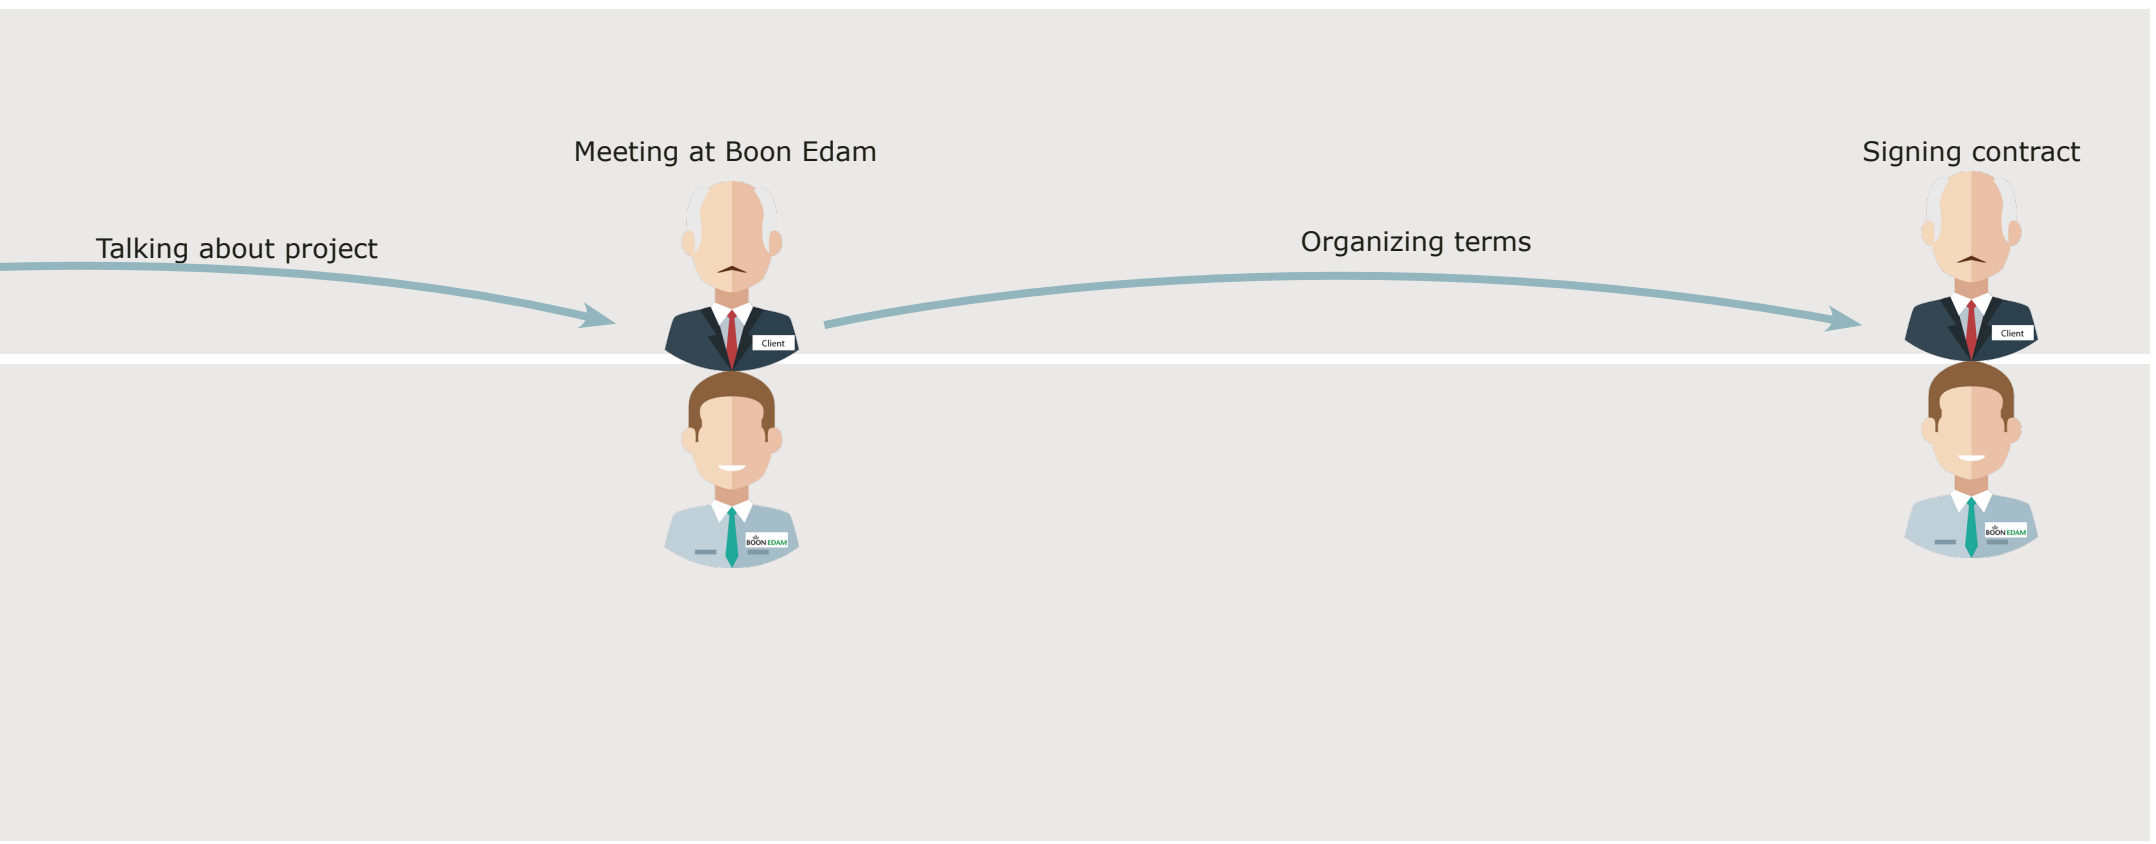 Meeting at Boon Edam
Signing contract
Talking about project
Organizing terms
Client
Client
BOON EDAM
BOON EDAM